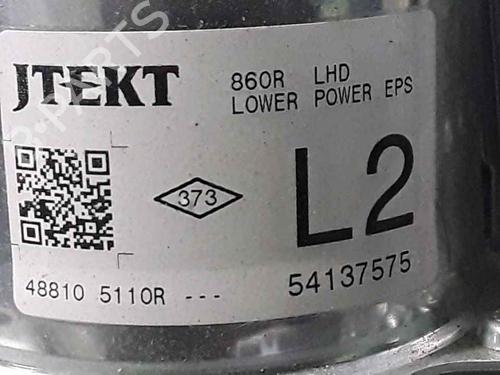 JTEKT
860R LHD
LOWER POWER EPS
373
L2
48810 5110R ---
54137575